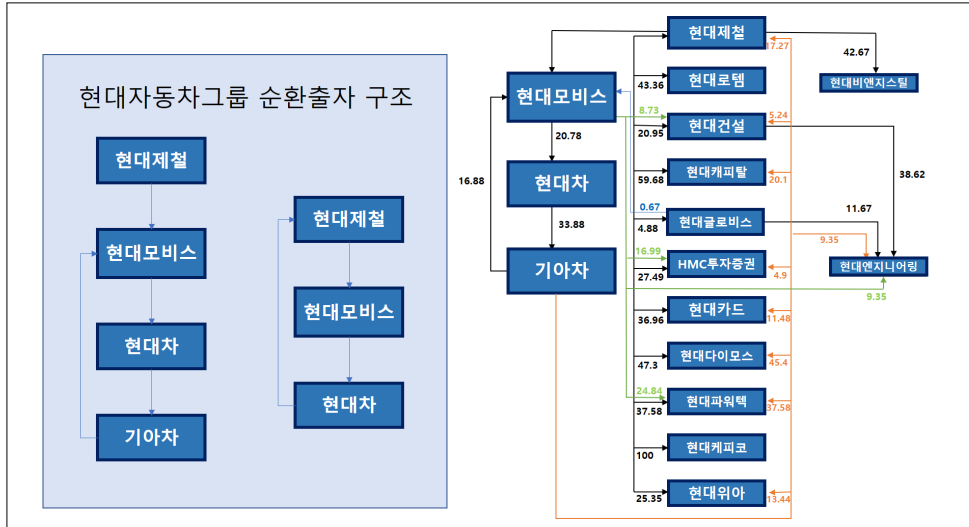 현대자동차그룹 순환출자 구조
현대제철
현대모비스
현대차
기아차
현대제철
현대모비스
현대차
현대모비스
20.78
현대차
33.88
기아차
16.88
현대제철
17.27
42.67
현대비앤지스틸
43.36
현대로템
8.73
20.95
현대건설
5.24
59.68
현대캐피탈
20.1
38.62
0.67
4.88
현대글로비스
11.67
9.35
현대엔지니어링
9.35
16.99
27.49
HMC투자증권
4.9
36.96
현대카드
11.48
47.3
현대다이모스
45.4
24.84
37.58
현대파워텍
37.58
100
현대케피코
25.35
현대위아
13.44